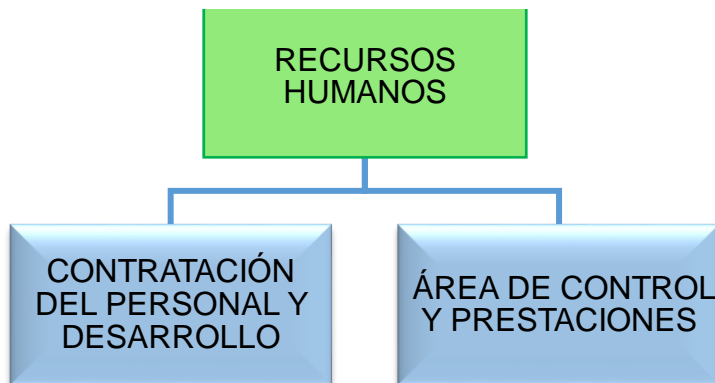 RECURSOS
HUMANOS
CONTRATACIÓN
DEL PERSONAL Y
DESARROLLO
ÁREA DE CONTROL
Y PRESTACIONES